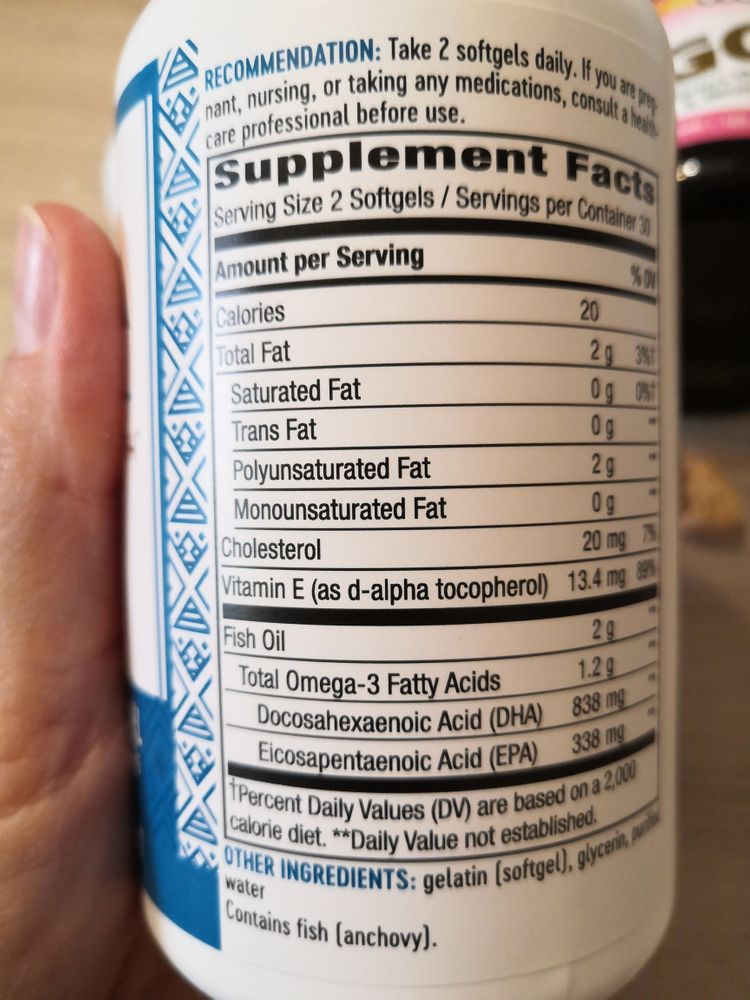 RECOMMENDATION: Take 2 softgels daily. If you are preg-
nant, nursing, or taking any medications, consult a health-
care professional before use.
Supplement Facts
Serving Size 2 Softgels / Servings per Container 30
Amount per Serving
% DV
Calories 20
Total Fat 2 g 3%†
Saturated Fat 0 g 0%†
Trans Fat 0 g **
Polyunsaturated Fat 2 g **
Monounsaturated Fat 0 g **
Cholesterol 20 mg 7%
Vitamin E (as d-alpha tocopherol) 13.4 mg 89%
Fish Oil 2 g **
Total Omega-3 Fatty Acids 1.2 g **
Docosahexaenoic Acid (DHA) 838 mg **
Eicosapentaenoic Acid (EPA) 338 mg **
†Percent Daily Values (DV) are based on a 2,000
calorie diet. **Daily Value not established.
OTHER INGREDIENTS: gelatin (softgel), glycerin, purified
water
Contains fish (anchovy).
GO